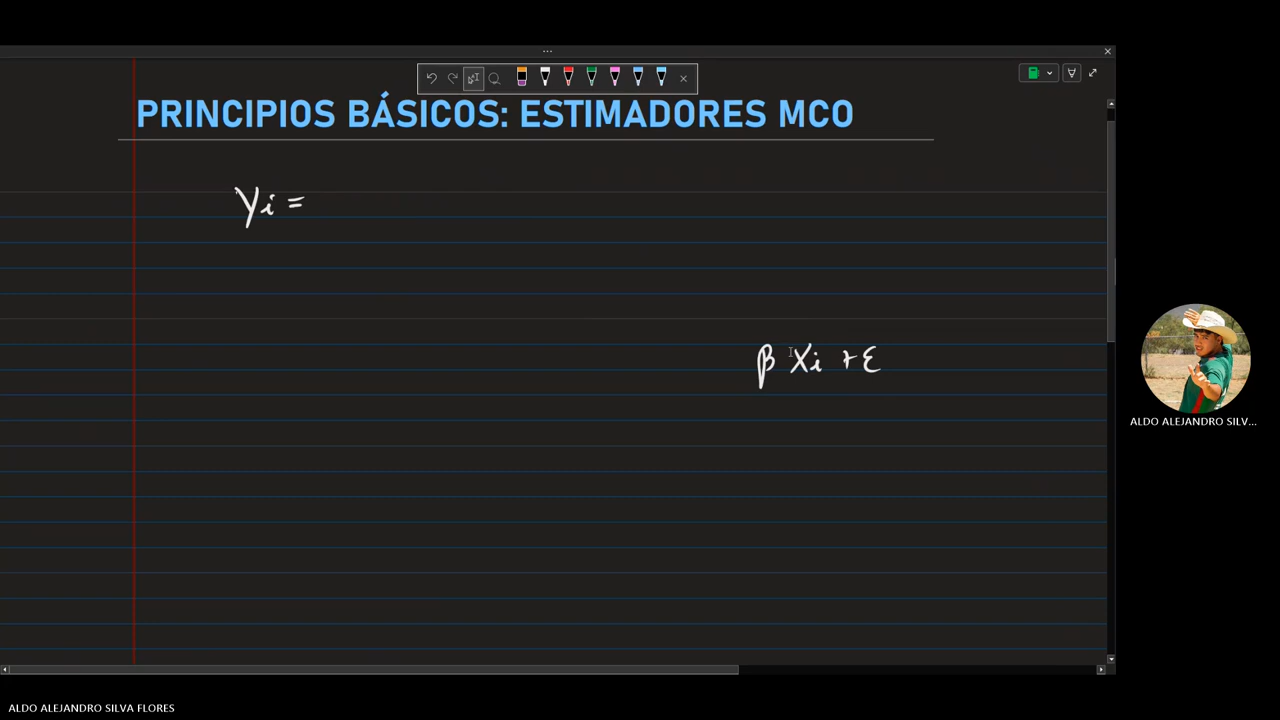 PRINCIPIOS BÁSICOS: ESTIMADORES MCO
Yi =
β Xi + ε
ALDO ALEJANDRO SILV...
ALDO ALEJANDRO SILVA FLORES